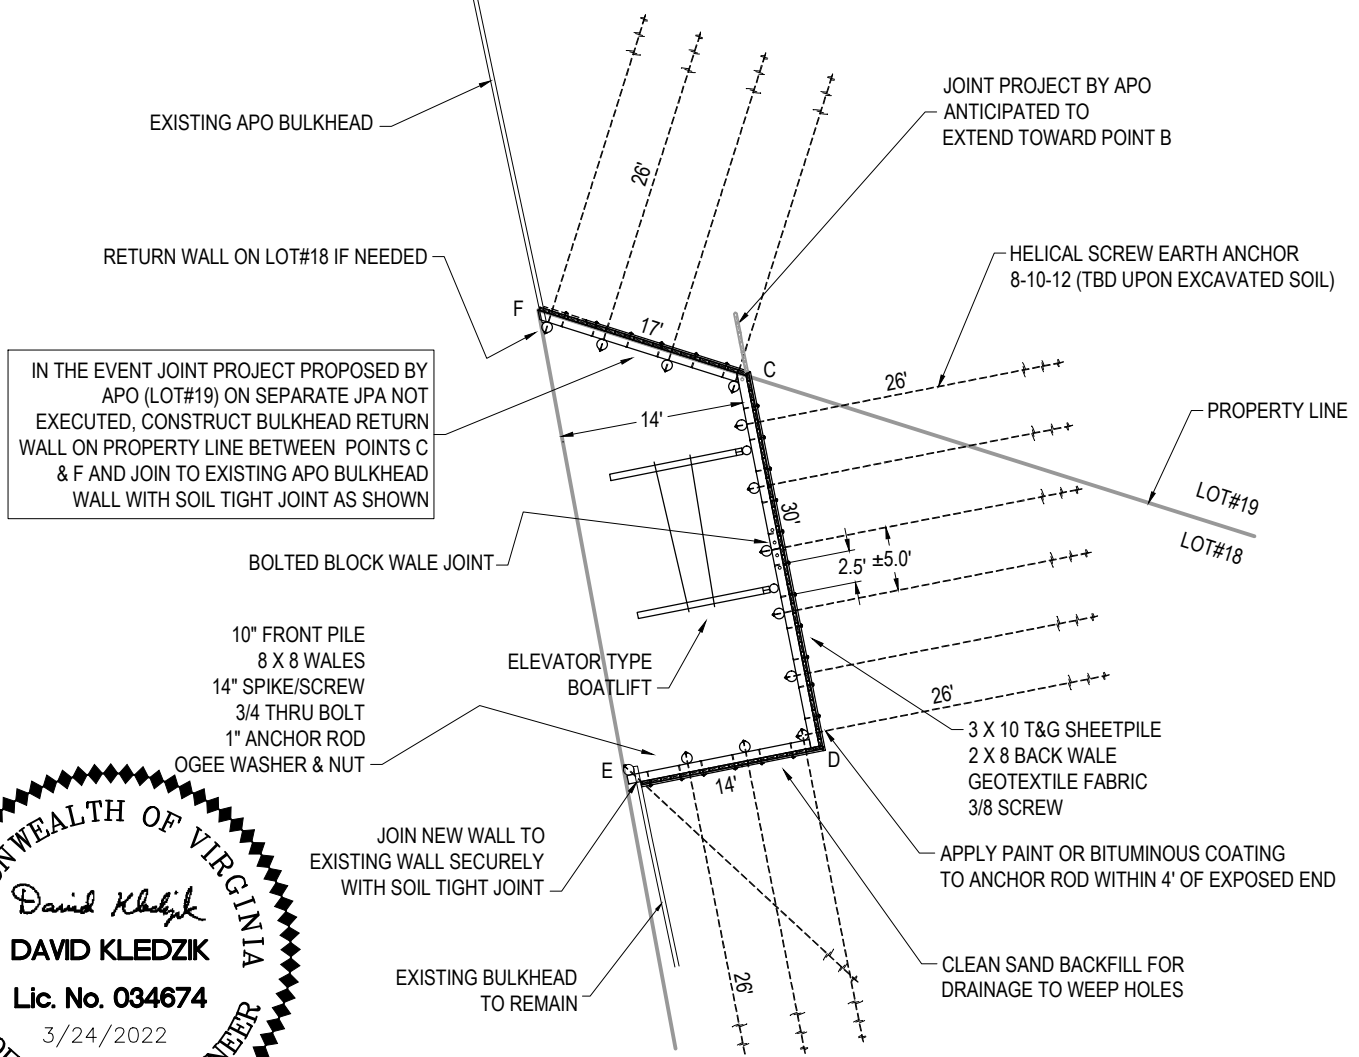 EXISTING APO BULKHEAD
JOINT PROJECT BY APO
ANTICIPATED TO
EXTEND TOWARD POINT B
26'
RETURN WALL ON LOT#18 IF NEEDED
HELICAL SCREW EARTH ANCHOR
8-10-12 (TBD UPON EXCAVATED SOIL)
F
17'
C
IN THE EVENT JOINT PROJECT PROPOSED BY
APO (LOT#19) ON SEPARATE JPA NOT
EXECUTED, CONSTRUCT BULKHEAD RETURN
WALL ON PROPERTY LINE BETWEEN POINTS C
& F AND JOIN TO EXISTING APO BULKHEAD
WALL WITH SOIL TIGHT JOINT AS SHOWN
14'
26'
PROPERTY LINE
LOT#19
LOT#18
30'
BOLTED BLOCK WALE JOINT
2.5'
±5.0'
10" FRONT PILE
8 X 8 WALES
14" SPIKE/SCREW
3/4 THRU BOLT
1" ANCHOR ROD
OGEE WASHER & NUT
ELEVATOR TYPE
BOATLIFT
26'
3 X 10 T&G SHEETPILE
2 X 8 BACK WALE
GEOTEXTILE FABRIC
3/8 SCREW
E
D
14'
JOIN NEW WALL TO
EXISTING WALL SECURELY
WITH SOIL TIGHT JOINT
APPLY PAINT OR BITUMINOUS COATING
TO ANCHOR ROD WITHIN 4' OF EXPOSED END
EXISTING BULKHEAD
TO REMAIN
26'
CLEAN SAND BACKFILL FOR
DRAINAGE TO WEEP HOLES
NWEALTH OF VIRGINIA
David Kledzik
DAVID KLEDZIK
Lic. No. 034674
3/24/2022
NEER